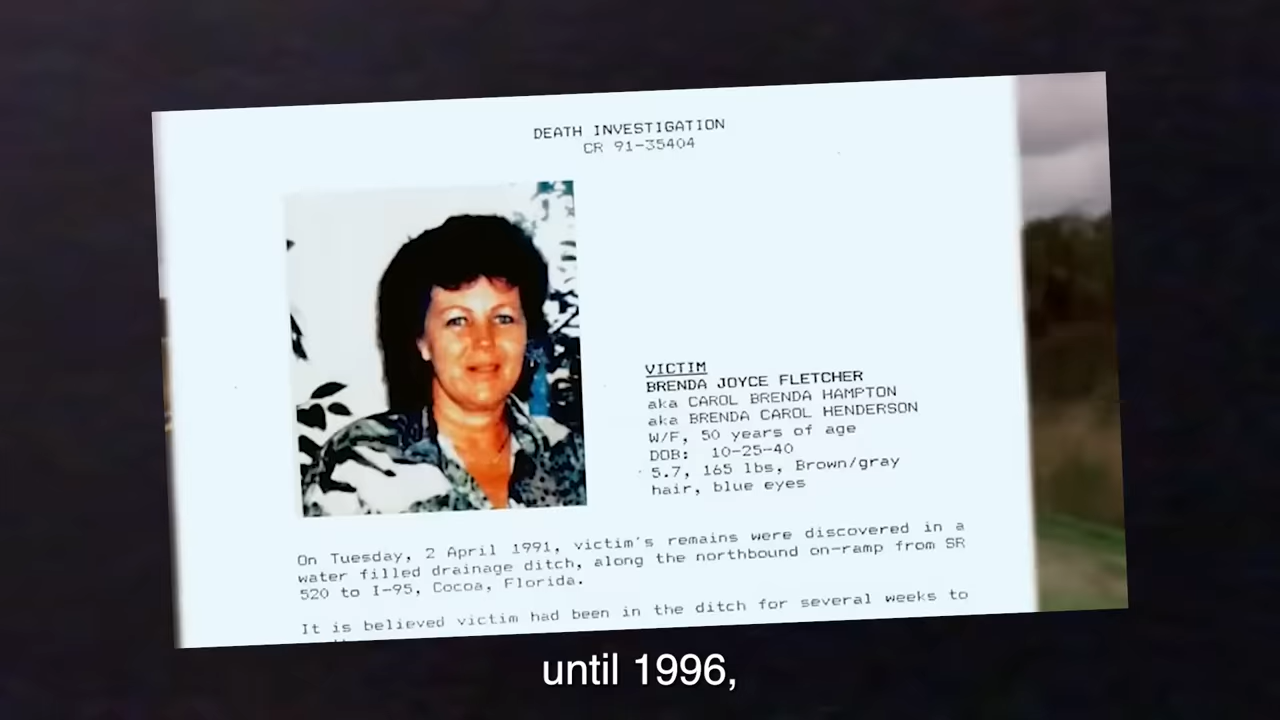 DEATH INVESTIGATION
CR 91-35404
VICTIM
BRENDA JOYCE FLETCHER
aka CAROL BRENDA HAMPTON
aka BRENDA CAROL HENDERSON
W/F, 50 years of age
DOB: 10-25-40
5.7, 165 lbs, Brown/gray
hair, blue eyes
On Tuesday, 2 April 1991, victim's remains were discovered in a
water filled drainage ditch, along the northbound on-ramp from SR
520 to I-95, Cocoa, Florida.
It is believed victim had been in the ditch for several weeks to
until 1996,